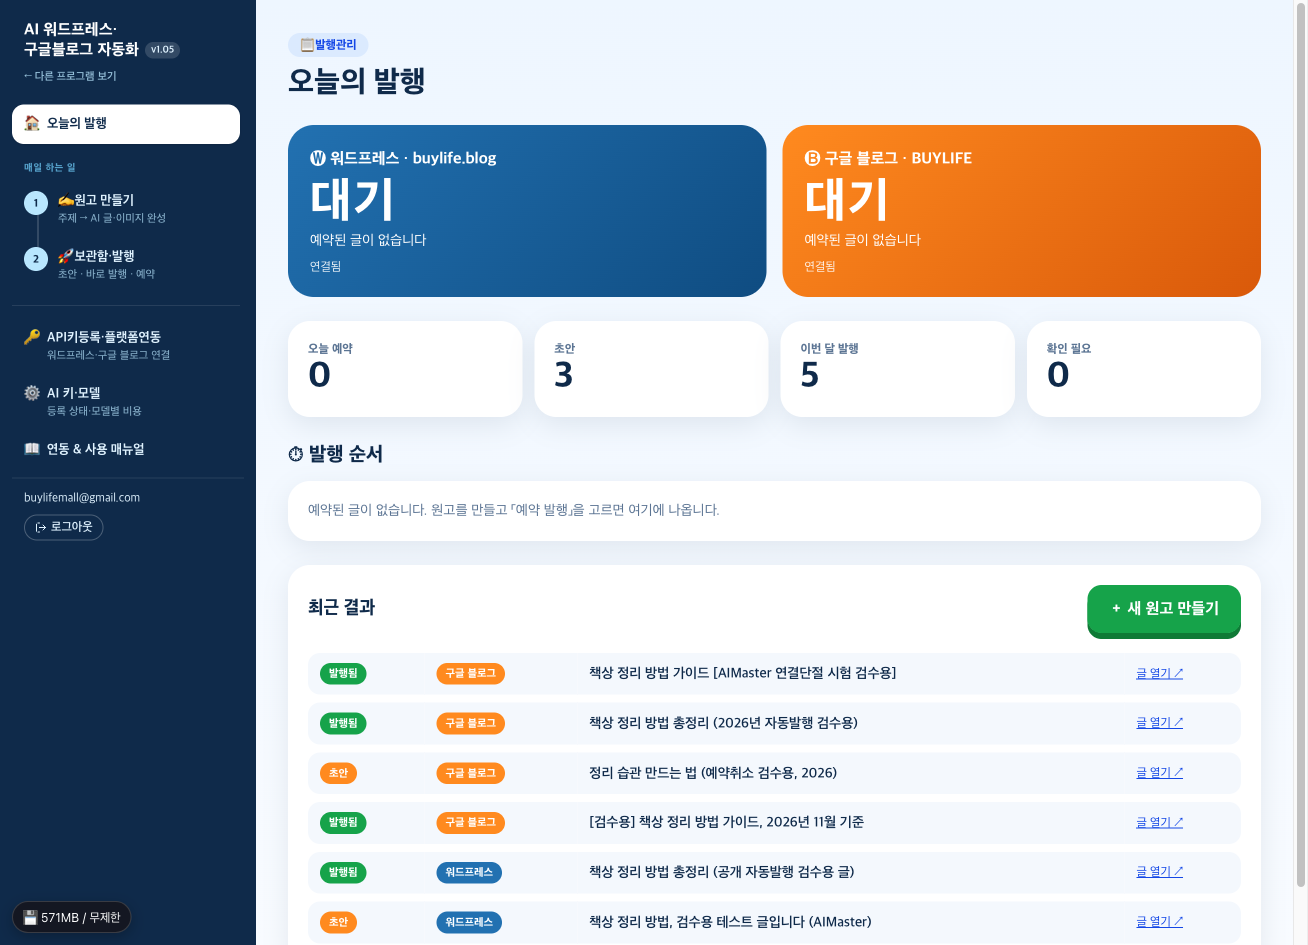 AI 워드프레스·
구글블로그 자동화 v1.05
← 다른 프로그램 보기
오늘의 발행
매일 하는 일
1 원고 만들기
주제 → AI 글·이미지 완성
2 보관함·발행
초안 · 바로 발행 · 예약
API키등록·플랫폼연동
워드프레스·구글 블로그 연결
AI 키·모델
등록 상태·모델별 비용
연동 & 사용 매뉴얼
buylifemall@gmail.com
로그아웃
571MB / 무제한
발행관리
오늘의 발행
W 워드프레스 · buylife.blog
대기
예약된 글이 없습니다
연결됨
B 구글 블로그 · BUYLIFE
대기
예약된 글이 없습니다
연결됨
오늘 예약
0
초안
3
이번 달 발행
5
확인 필요
0
⏱ 발행 순서
예약된 글이 없습니다. 원고를 만들고 「예약 발행」을 고르면 여기에 나옵니다.
최근 결과
+ 새 원고 만들기
발행됨 구글 블로그 책상 정리 방법 가이드 [AIMaster 연결단절 시험 검수용] 글 열기 ↗
발행됨 구글 블로그 책상 정리 방법 총정리 (2026년 자동발행 검수용) 글 열기 ↗
초안 구글 블로그 정리 습관 만드는 법 (예약취소 검수용, 2026) 글 열기 ↗
발행됨 구글 블로그 [검수용] 책상 정리 방법 가이드, 2026년 11월 기준 글 열기 ↗
발행됨 워드프레스 책상 정리 방법 총정리 (공개 자동발행 검수용 글) 글 열기 ↗
초안 워드프레스 책상 정리 방법, 검수용 테스트 글입니다 (AIMaster) 글 열기 ↗